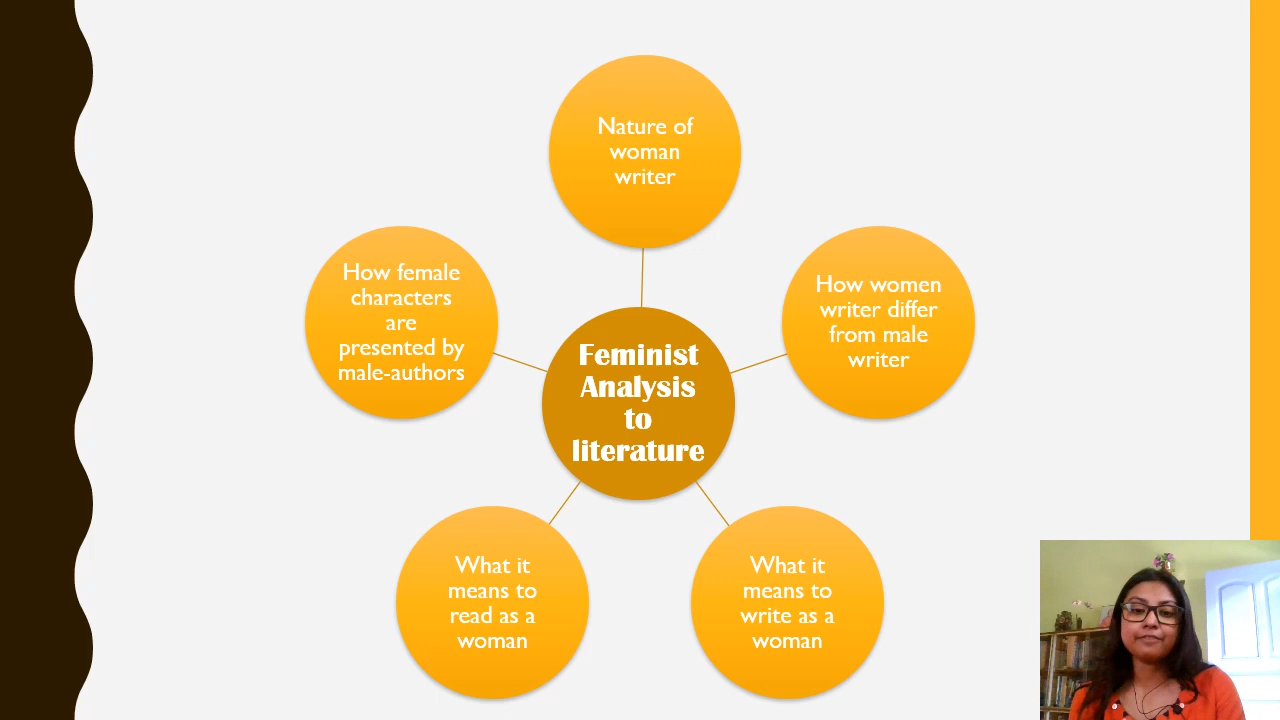 Nature of
woman
writer
How female
characters
are
presented by
male-authors
How women
writer differ
from male
writer
Feminist
Analysis
to
literature
What it
means to
read as a
woman
What it
means to
write as a
woman